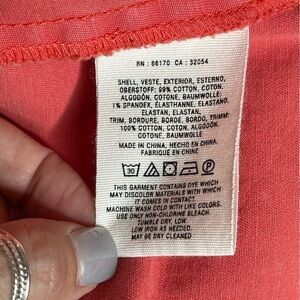 RN : 66170 CA : 32054
SHELL, VESTE, EXTERIOR, ESTERNO,
OBERSTOFF: 99% COTTON, COTON,
ALGODÓN, COTONE, BAUMWOLLE:
1% SPANDEX, ÉLASTHANNE, ELASTANO,
ELASTAN, ELASTAN,
TRIM, BORDURE, BORDE, BORDO, TRIMM:
100% COTTON, COTON, ALGODÓN,
COTONE, BAUMWOLLE
MADE IN CHINA, HECHO EN CHINA,
FABRIQUÉ EN CHINE
30
THIS GARMENT CONTAINS DYE WHICH
MAY DISCOLOR MATERIALS WITH WHICH
IT COMES IN CONTACT.
MACHINE WASH COLD WITH LIKE COLORS.
USE ONLY NON-CHLORINE BLEACH
TUMBLE DRY LOW.
LOW IRON AS NEEDED.
MAY BE DRY CLEANED